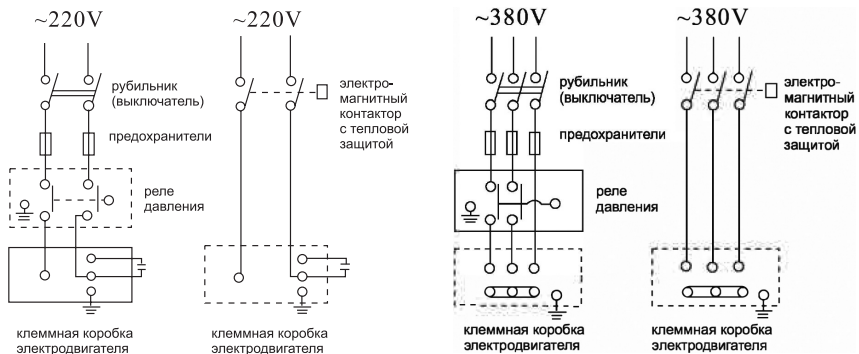 ~220V
рубильник
(выключатель)
предохранители
реле
давления
клеммная коробка
электродвигателя
~220V
электро-
магнитный
контактор
с тепловой
защитой
клеммная коробка
электродвигателя
~380V
рубильник
(выключатель)
предохранители
реле
давления
клеммная коробка
электродвигателя
~380V
электро-
магнитный
контактор
с тепловой
защитой
клеммная коробка
электродвигателя